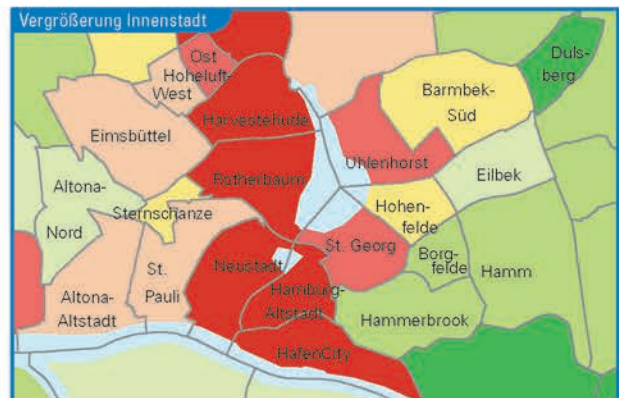 Vergrößerung Innenstadt
Ost
Hoheluft-
West
Eimsbüttel
Harvestehude
Rotherbaum
Altona-
Nord
Sternschanze
Altona-
Altstadt
St.
Pauli
Neustadt
Hamburg-
Altstadt
HafenCity
St. Georg
Uhlenhorst
Barmbek-
Süd
Duls-
berg
Eilbek
Hohen-
felde
Borg-
felde
Hamm
Hammerbrook